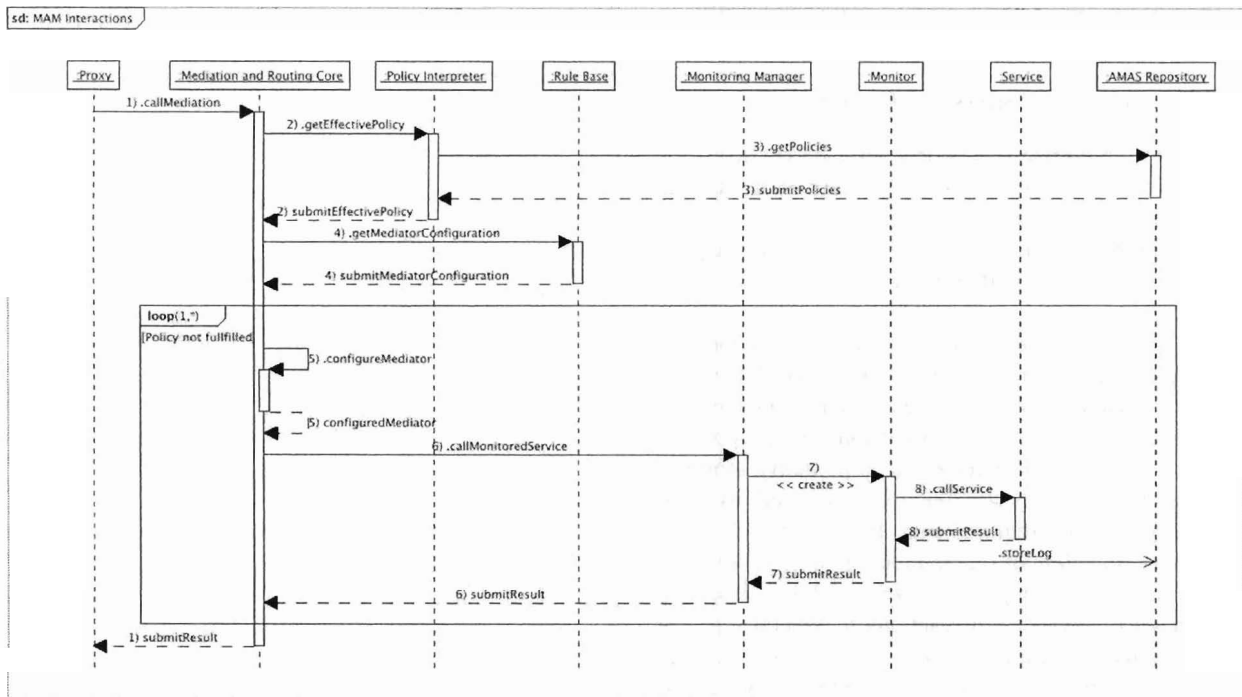 sd: MAM Interactions
:Proxy
:Mediation and Routing Core
:Policy Interpreter
:Rule Base
:Monitoring Manager
:Monitor
:Service
:AMAS Repository
1) .callMediation
2) .getEffectivePolicy
3) .getPolicies
3) submitPolicies
2) submitEffectivePolicy
4) .getMediatorConfiguration
4) submitMediatorConfiguration
loop(1,*)
[Policy not fullfilled]
5) .configureMediator
5) configuredMediator
6) .callMonitoredService
7)
<< create >>
8) .callService
8) submitResult
.storeLog
7) submitResult
6) submitResult
1) submitResult